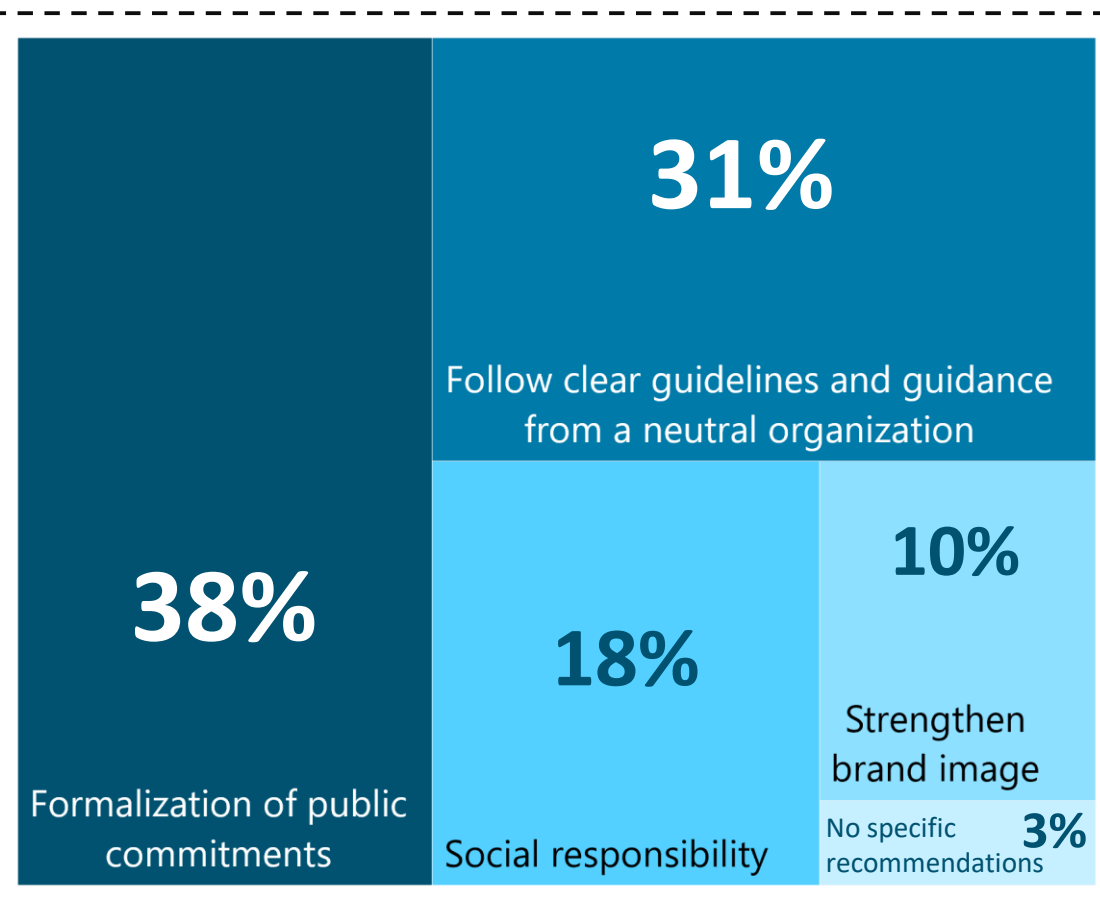 38%
Formalization of public
commitments
31%
Follow clear guidelines and guidance
from a neutral organization
18%
Social responsibility
10%
Strengthen
brand image
No specific
recommendations
3%